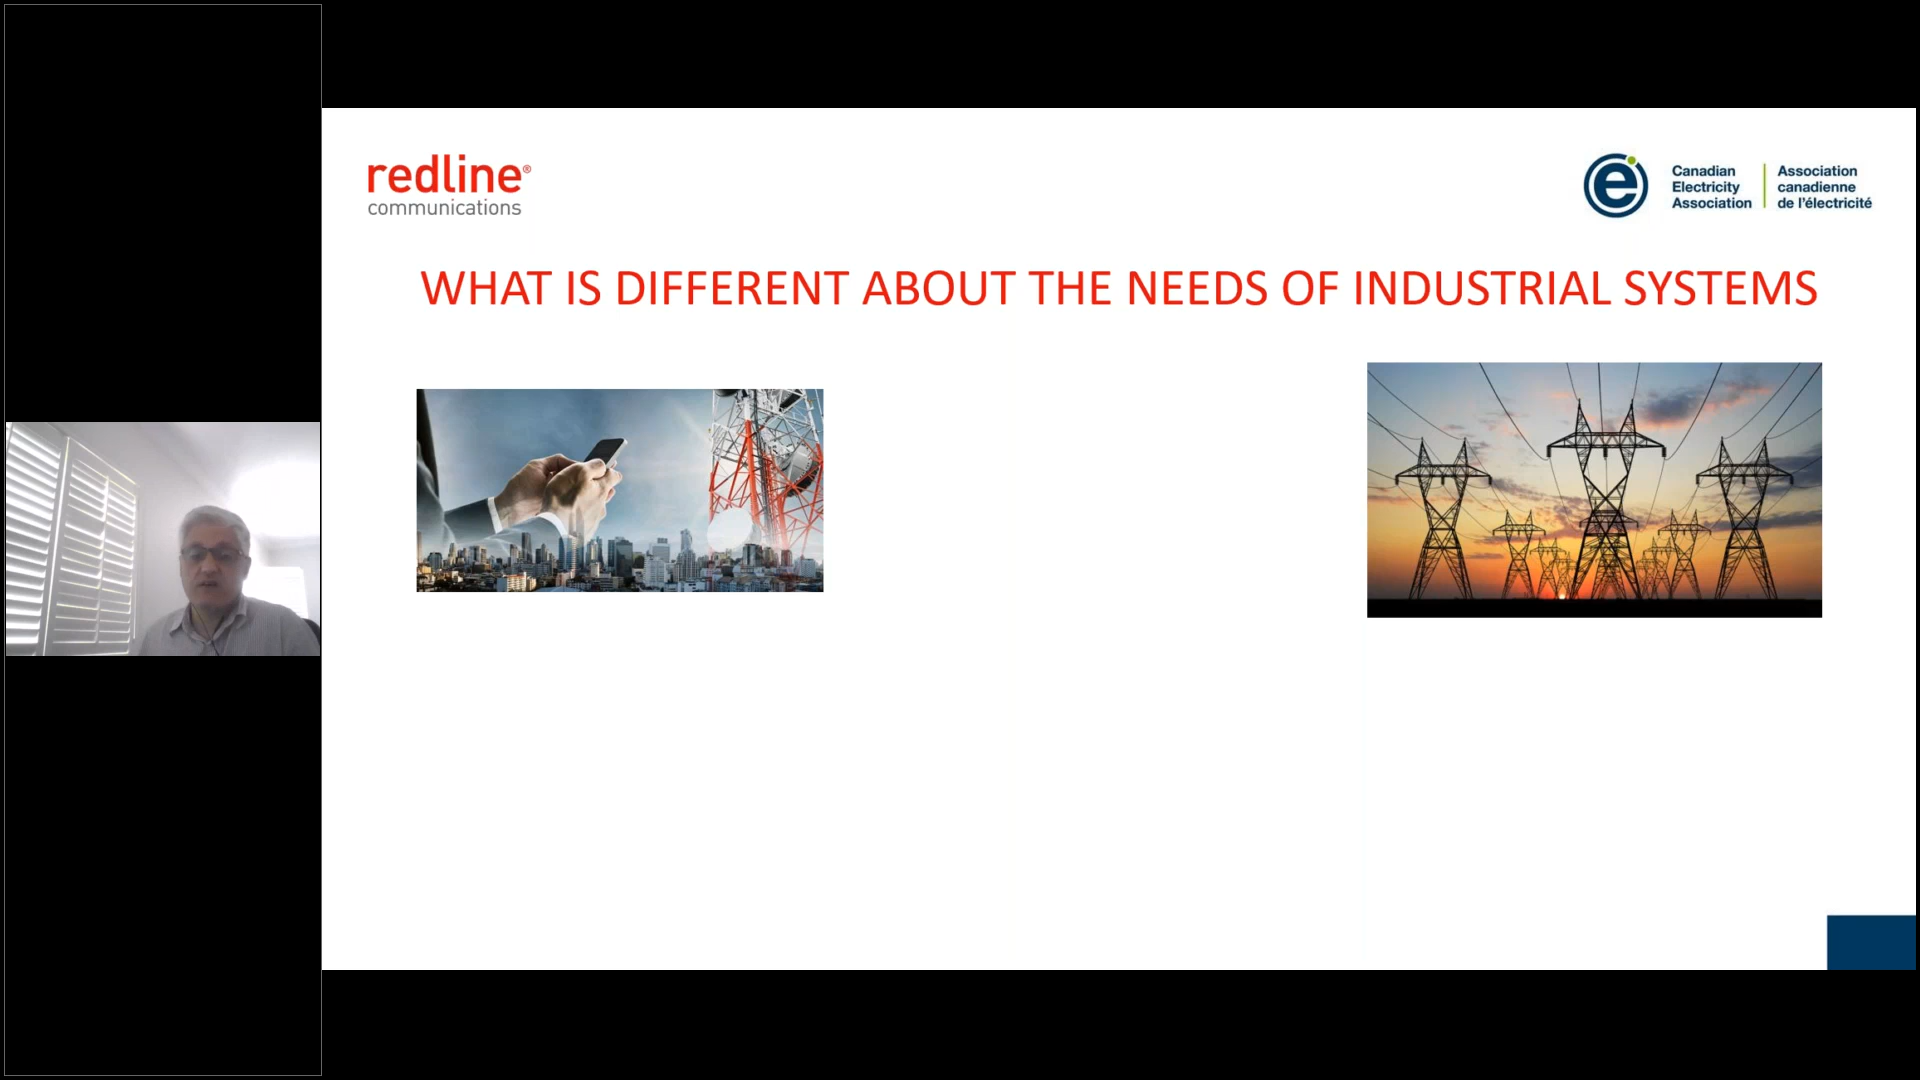 redline®
communications
Canadian
Electricity
Association
Association
canadienne
de l'électricité
WHAT IS DIFFERENT ABOUT THE NEEDS OF INDUSTRIAL SYSTEMS